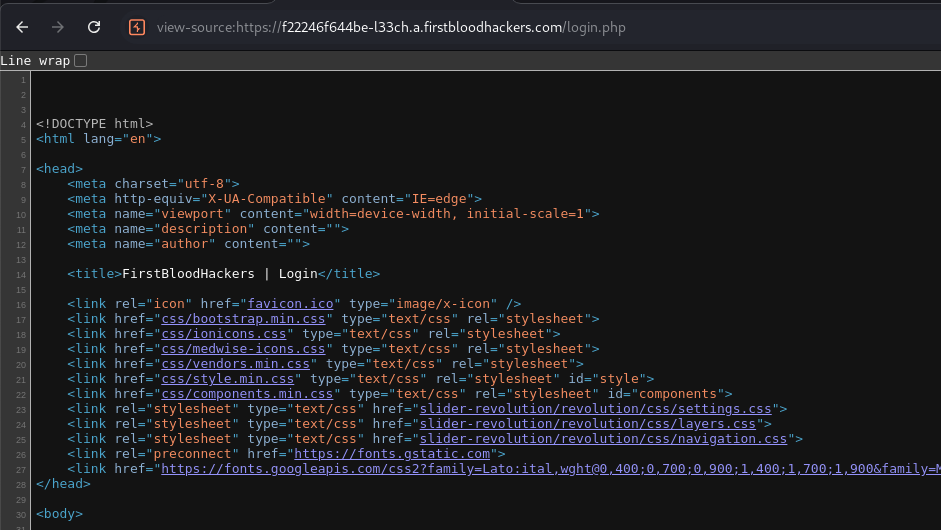 view-source:https://f22246f644be-l33ch.a.firstbloodhackers.com/login.php
Line wrap
1
2
3
4 <!DOCTYPE html>
5 <html lang="en">
6
7 <head>
8 <meta charset="utf-8">
9 <meta http-equiv="X-UA-Compatible" content="IE=edge">
10 <meta name="viewport" content="width=device-width, initial-scale=1">
11 <meta name="description" content="">
12 <meta name="author" content="">
13
14 <title>FirstBloodHackers | Login</title>
15
16 <link rel="icon" href="favicon.ico" type="image/x-icon" />
17 <link href="css/bootstrap.min.css" type="text/css" rel="stylesheet">
18 <link href="css/ionicons.css" type="text/css" rel="stylesheet">
19 <link href="css/medwise-icons.css" type="text/css" rel="stylesheet">
20 <link href="css/vendors.min.css" type="text/css" rel="stylesheet">
21 <link href="css/style.min.css" type="text/css" rel="stylesheet" id="style">
22 <link href="css/components.min.css" type="text/css" rel="stylesheet" id="components">
23 <link rel="stylesheet" type="text/css" href="slider-revolution/revolution/css/settings.css">
24 <link rel="stylesheet" type="text/css" href="slider-revolution/revolution/css/layers.css">
25 <link rel="stylesheet" type="text/css" href="slider-revolution/revolution/css/navigation.css">
26 <link rel="preconnect" href="https://fonts.gstatic.com">
27 <link href="https://fonts.googleapis.com/css2?family=Lato:ital,wght@0,400;0,700;0,900;1,400;1,700;1,900&family=M
28 </head>
29
30 <body>
31